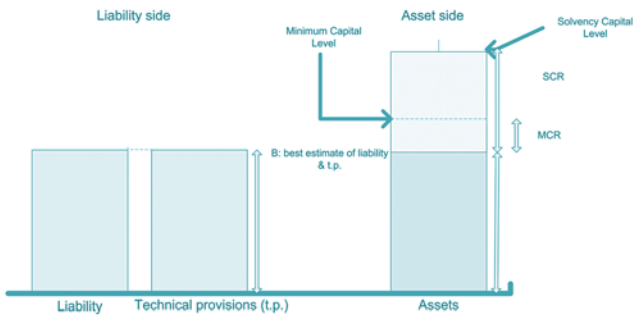 Liability side
Asset side
Minimum Capital
Level
Solvency Capital
Level
SCR
MCR
B: best estimate of liability
& t.p.
Liability
Technical provisions (t.p.)
Assets